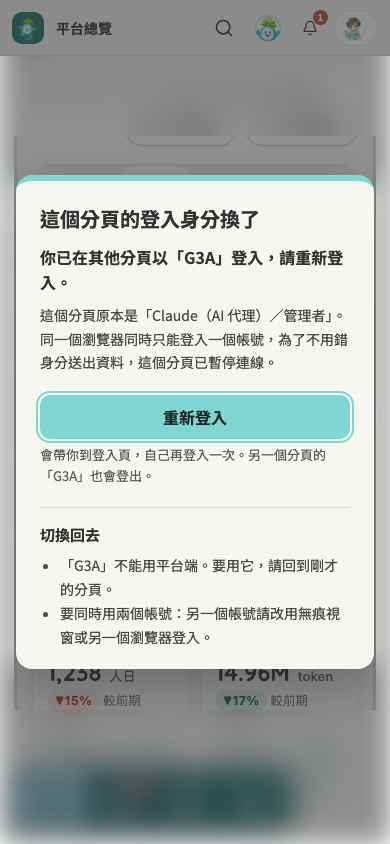 平台總覽
1
這個分頁的登入身分換了
你已在其他分頁以「G3A」登入，請重新登
入。
這個分頁原本是「Claude（AI 代理）／管理者」。
同一個瀏覽器同時只能登入一個帳號，為了不用錯
身分送出資料，這個分頁已暫停連線。
重新登入
會帶你到登入頁，自己再登入一次。另一個分頁的
「G3A」也會登出。
切換回去
「G3A」不能用平台端。要用它，請回到剛才
的分頁。
要同時用兩個帳號：另一個帳號請改用無痕視
窗或另一個瀏覽器登入。
1,238 人日
14.96M token
▼15% 較前期
▼17% 較前期